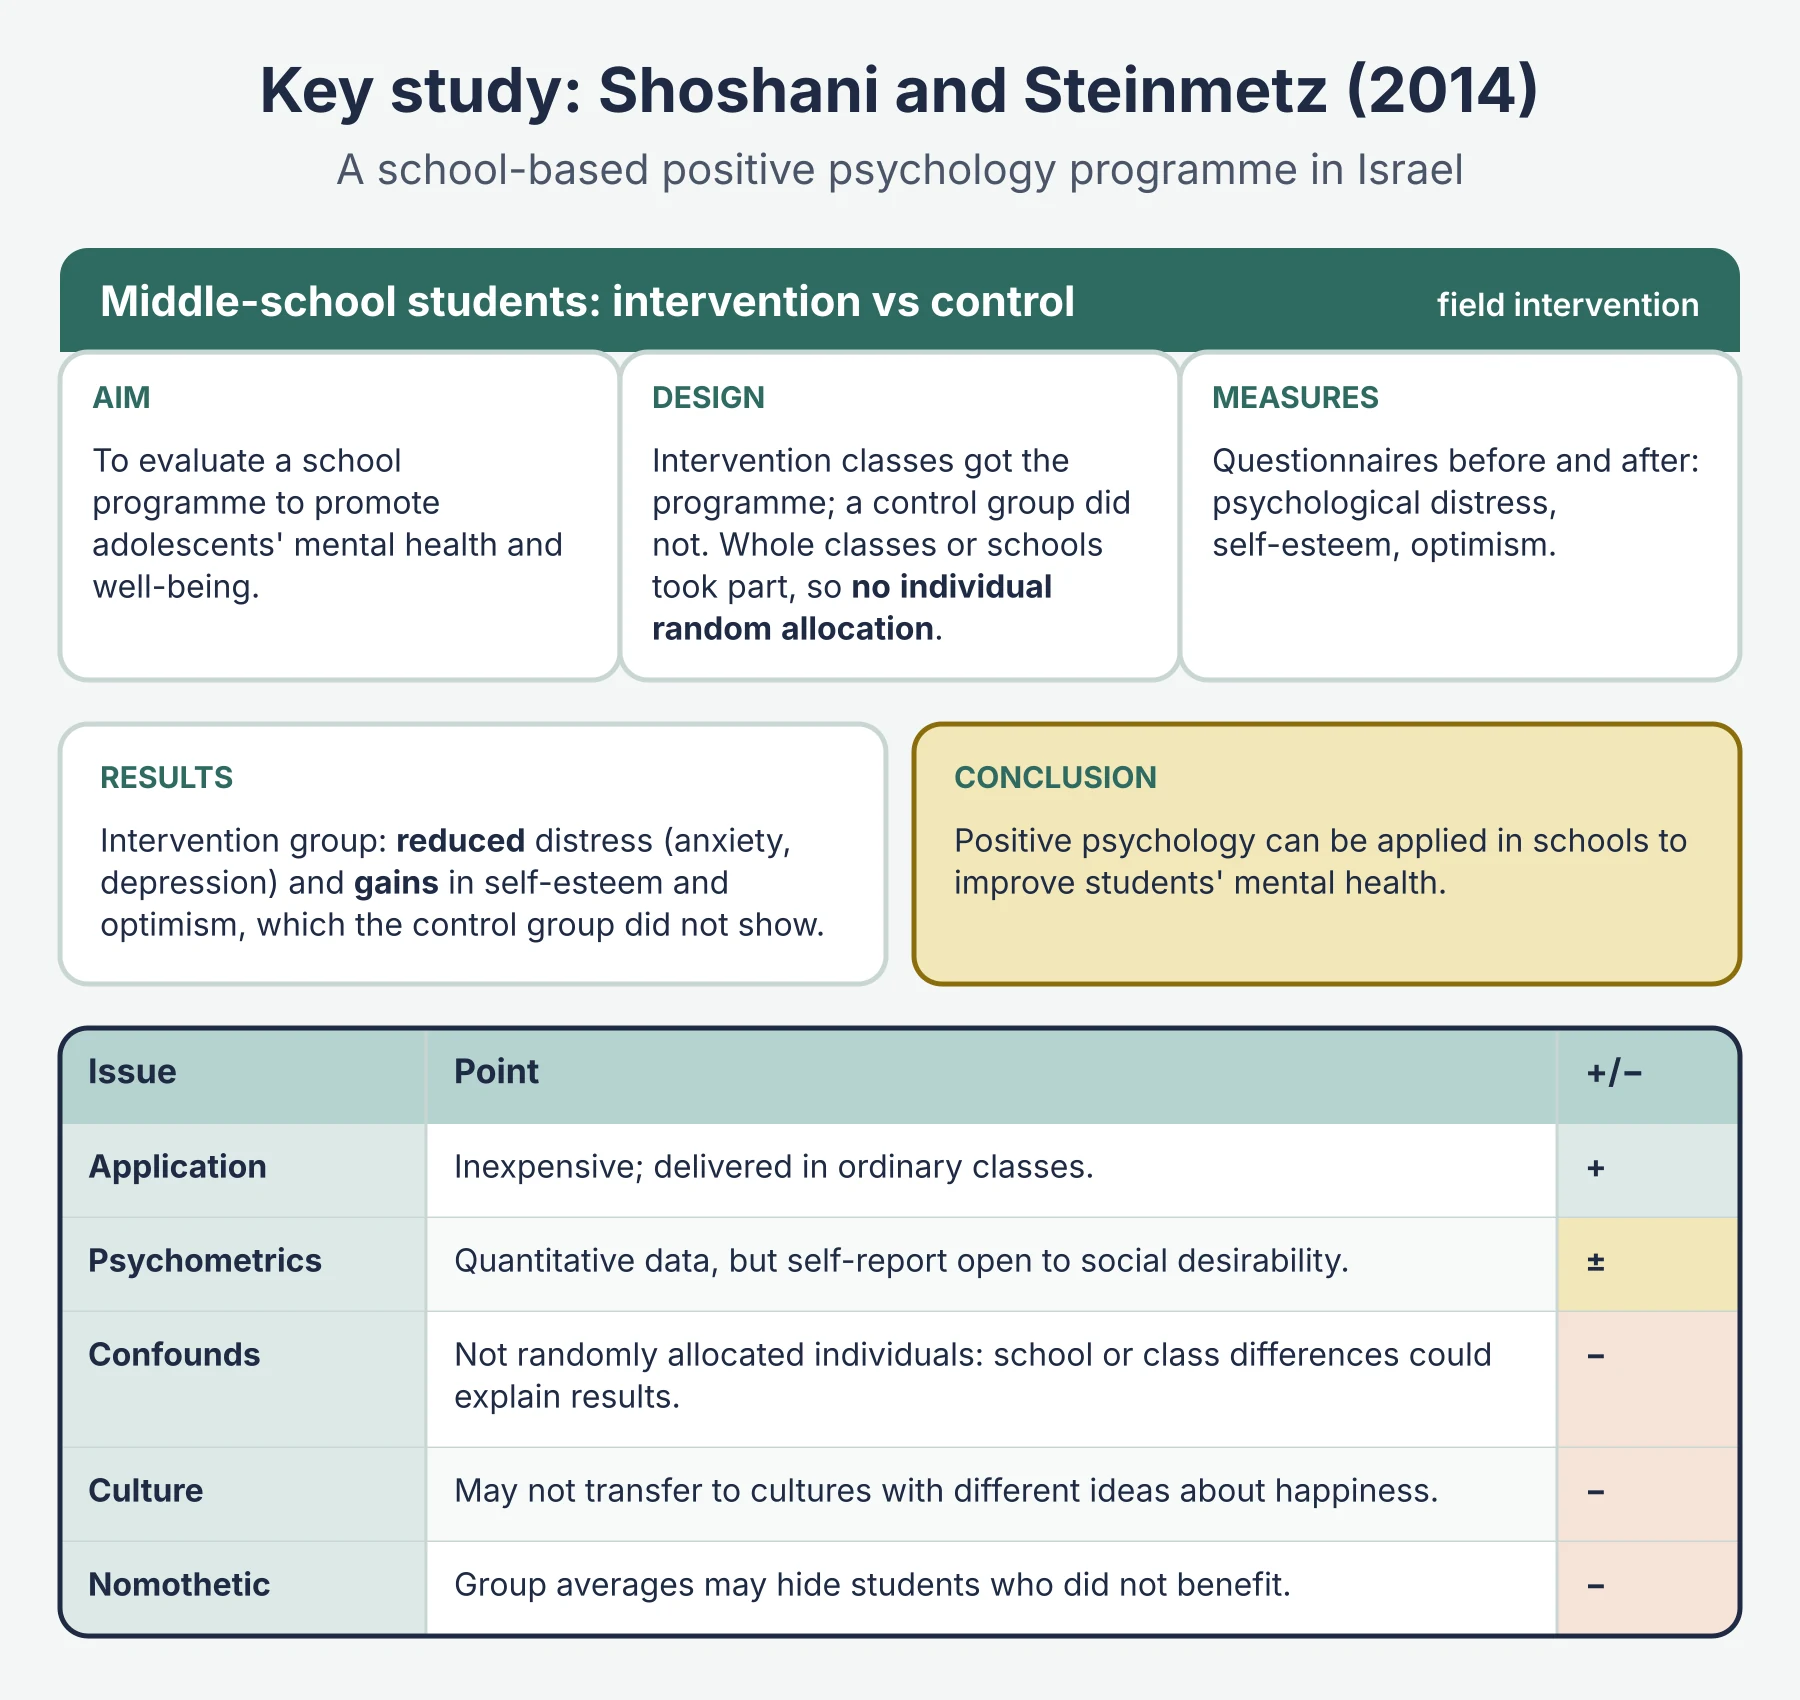 Key study: Shoshani and Steinmetz (2014)
A school-based positive psychology programme in Israel
Middle-school students: intervention vs control
field intervention
AIM
To evaluate a school
programme to promote
adolescents' mental health and
well-being.
DESIGN
Intervention classes got the
programme; a control group did
not. Whole classes or schools
took part, so no individual
random allocation.
MEASURES
Questionnaires before and after:
psychological distress,
self-esteem, optimism.
RESULTS
Intervention group: reduced distress (anxiety,
depression) and gains in self-esteem and
optimism, which the control group did not show.
CONCLUSION
Positive psychology can be applied in schools to
improve students' mental health.
Issue Point +/−
Application Inexpensive; delivered in ordinary classes. +
Psychometrics Quantitative data, but self-report open to social desirability. ±
Confounds Not randomly allocated individuals: school or class differences could −
explain results.
Culture May not transfer to cultures with different ideas about happiness. −
Nomothetic Group averages may hide students who did not benefit. −